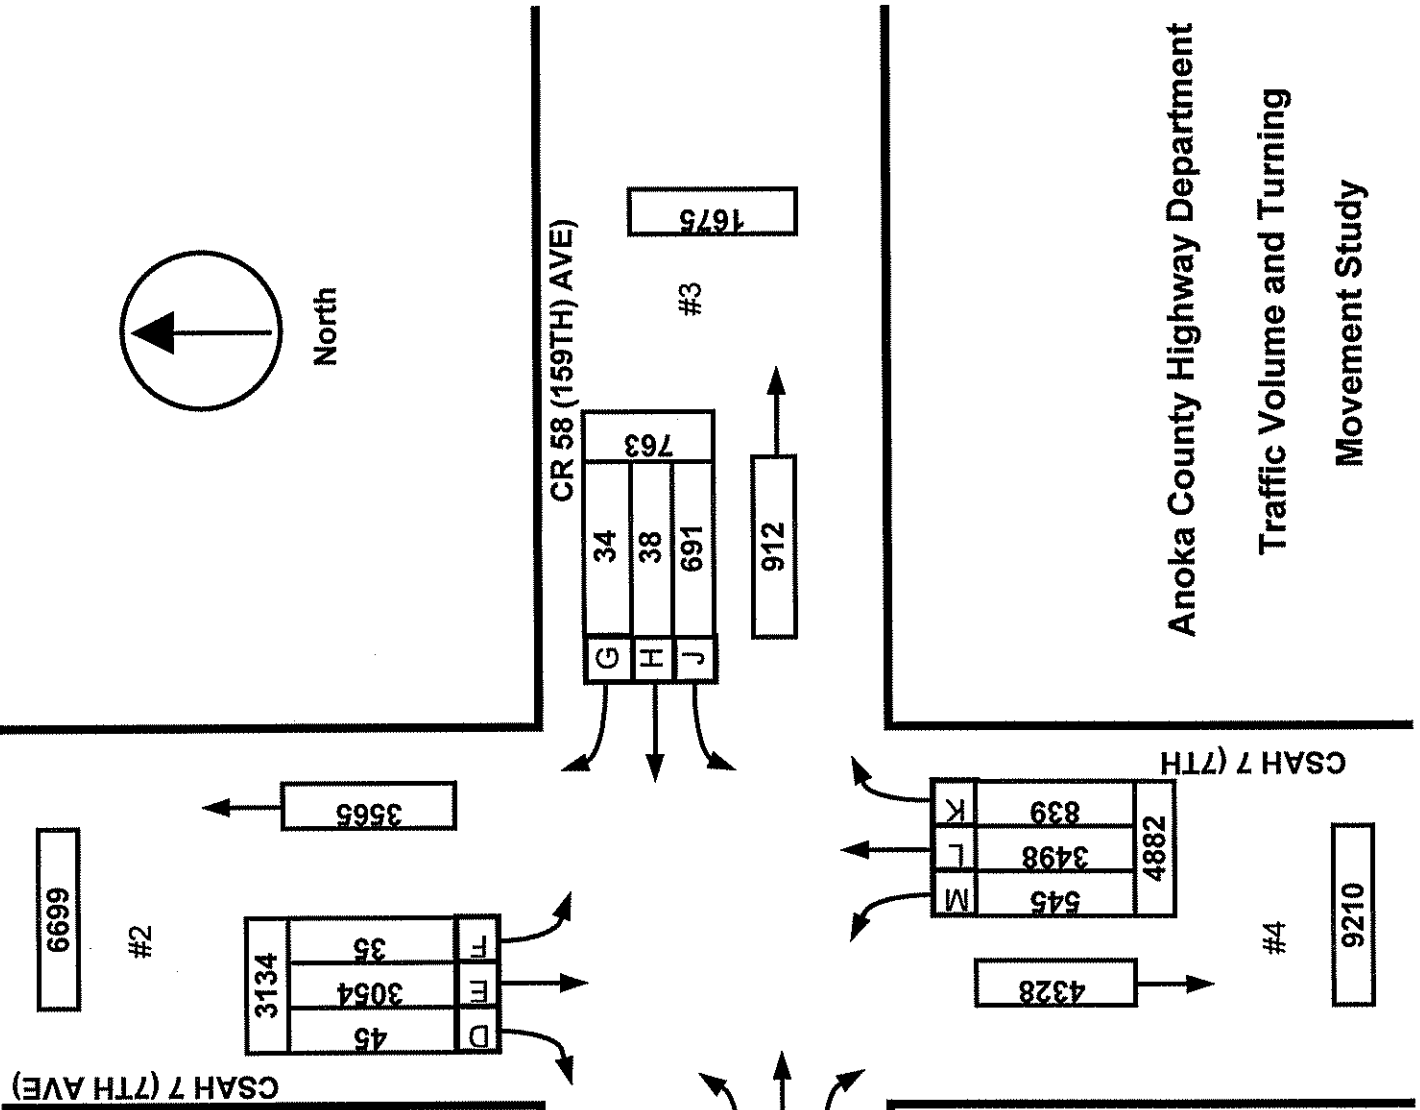 6699
#2
3134
45
3054
35
D
E
F
3565
CSAH 7 (7TH AVE)
North
CR 58 (159TH) AVE)
G
H
J
34
38
691
763
912
#3
1675
K
L
M
839
3498
545
4882
4328
#4
9210
CSAH 7 (7TH
Anoka County Highway Department
Traffic Volume and Turning
Movement Study